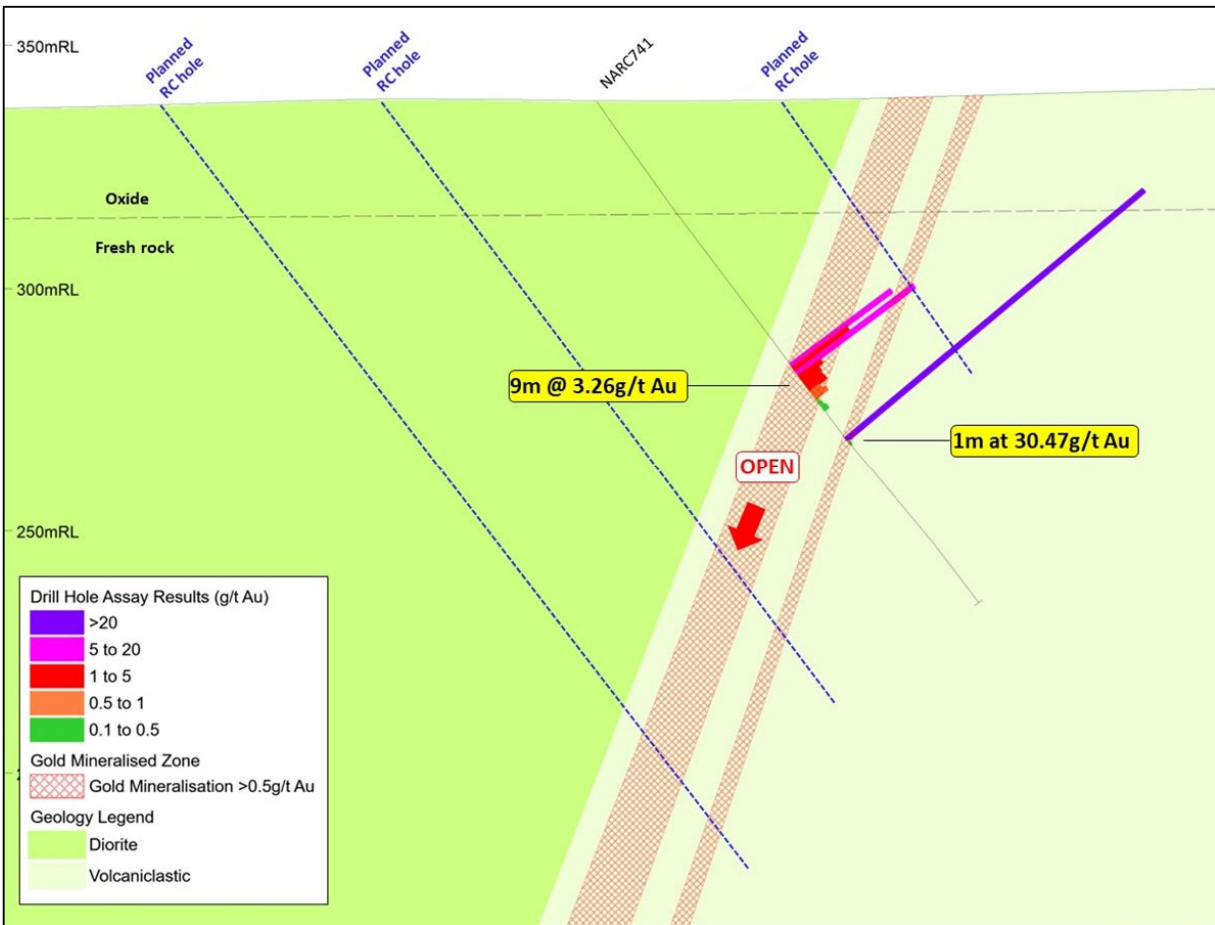 350mRL
Planned
RC hole
Planned
RC hole
NARC741
Planned
RC hole
Oxide
Fresh rock
300mRL
9m @ 3.26g/t Au
1m at 30.47g/t Au
OPEN
250mRL
Drill Hole Assay Results (g/t Au)
>20
5 to 20
1 to 5
0.5 to 1
0.1 to 0.5
Gold Mineralised Zone
Gold Mineralisation >0.5g/t Au
Geology Legend
Diorite
Volcaniclastic